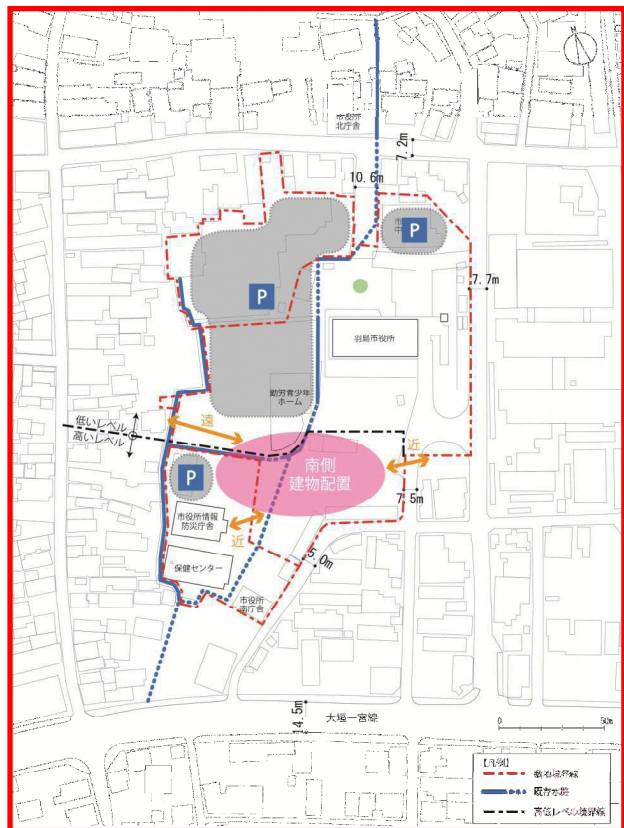 市役所
北庁舎
7.2m
10.6m
P
市
中
P
7.7m
羽島市役所
勤労青少年
ホーム
低いレベル
高いレベル
遠
近
南側
建物配置
P
7.5m
市役所情報
防災庁舎
近
保健センター
5.0m
市役所
南庁舎
14.5m
大垣一宮線
0
50m
【凡例】
敷地境界線
既存水路
高低レベル境界線